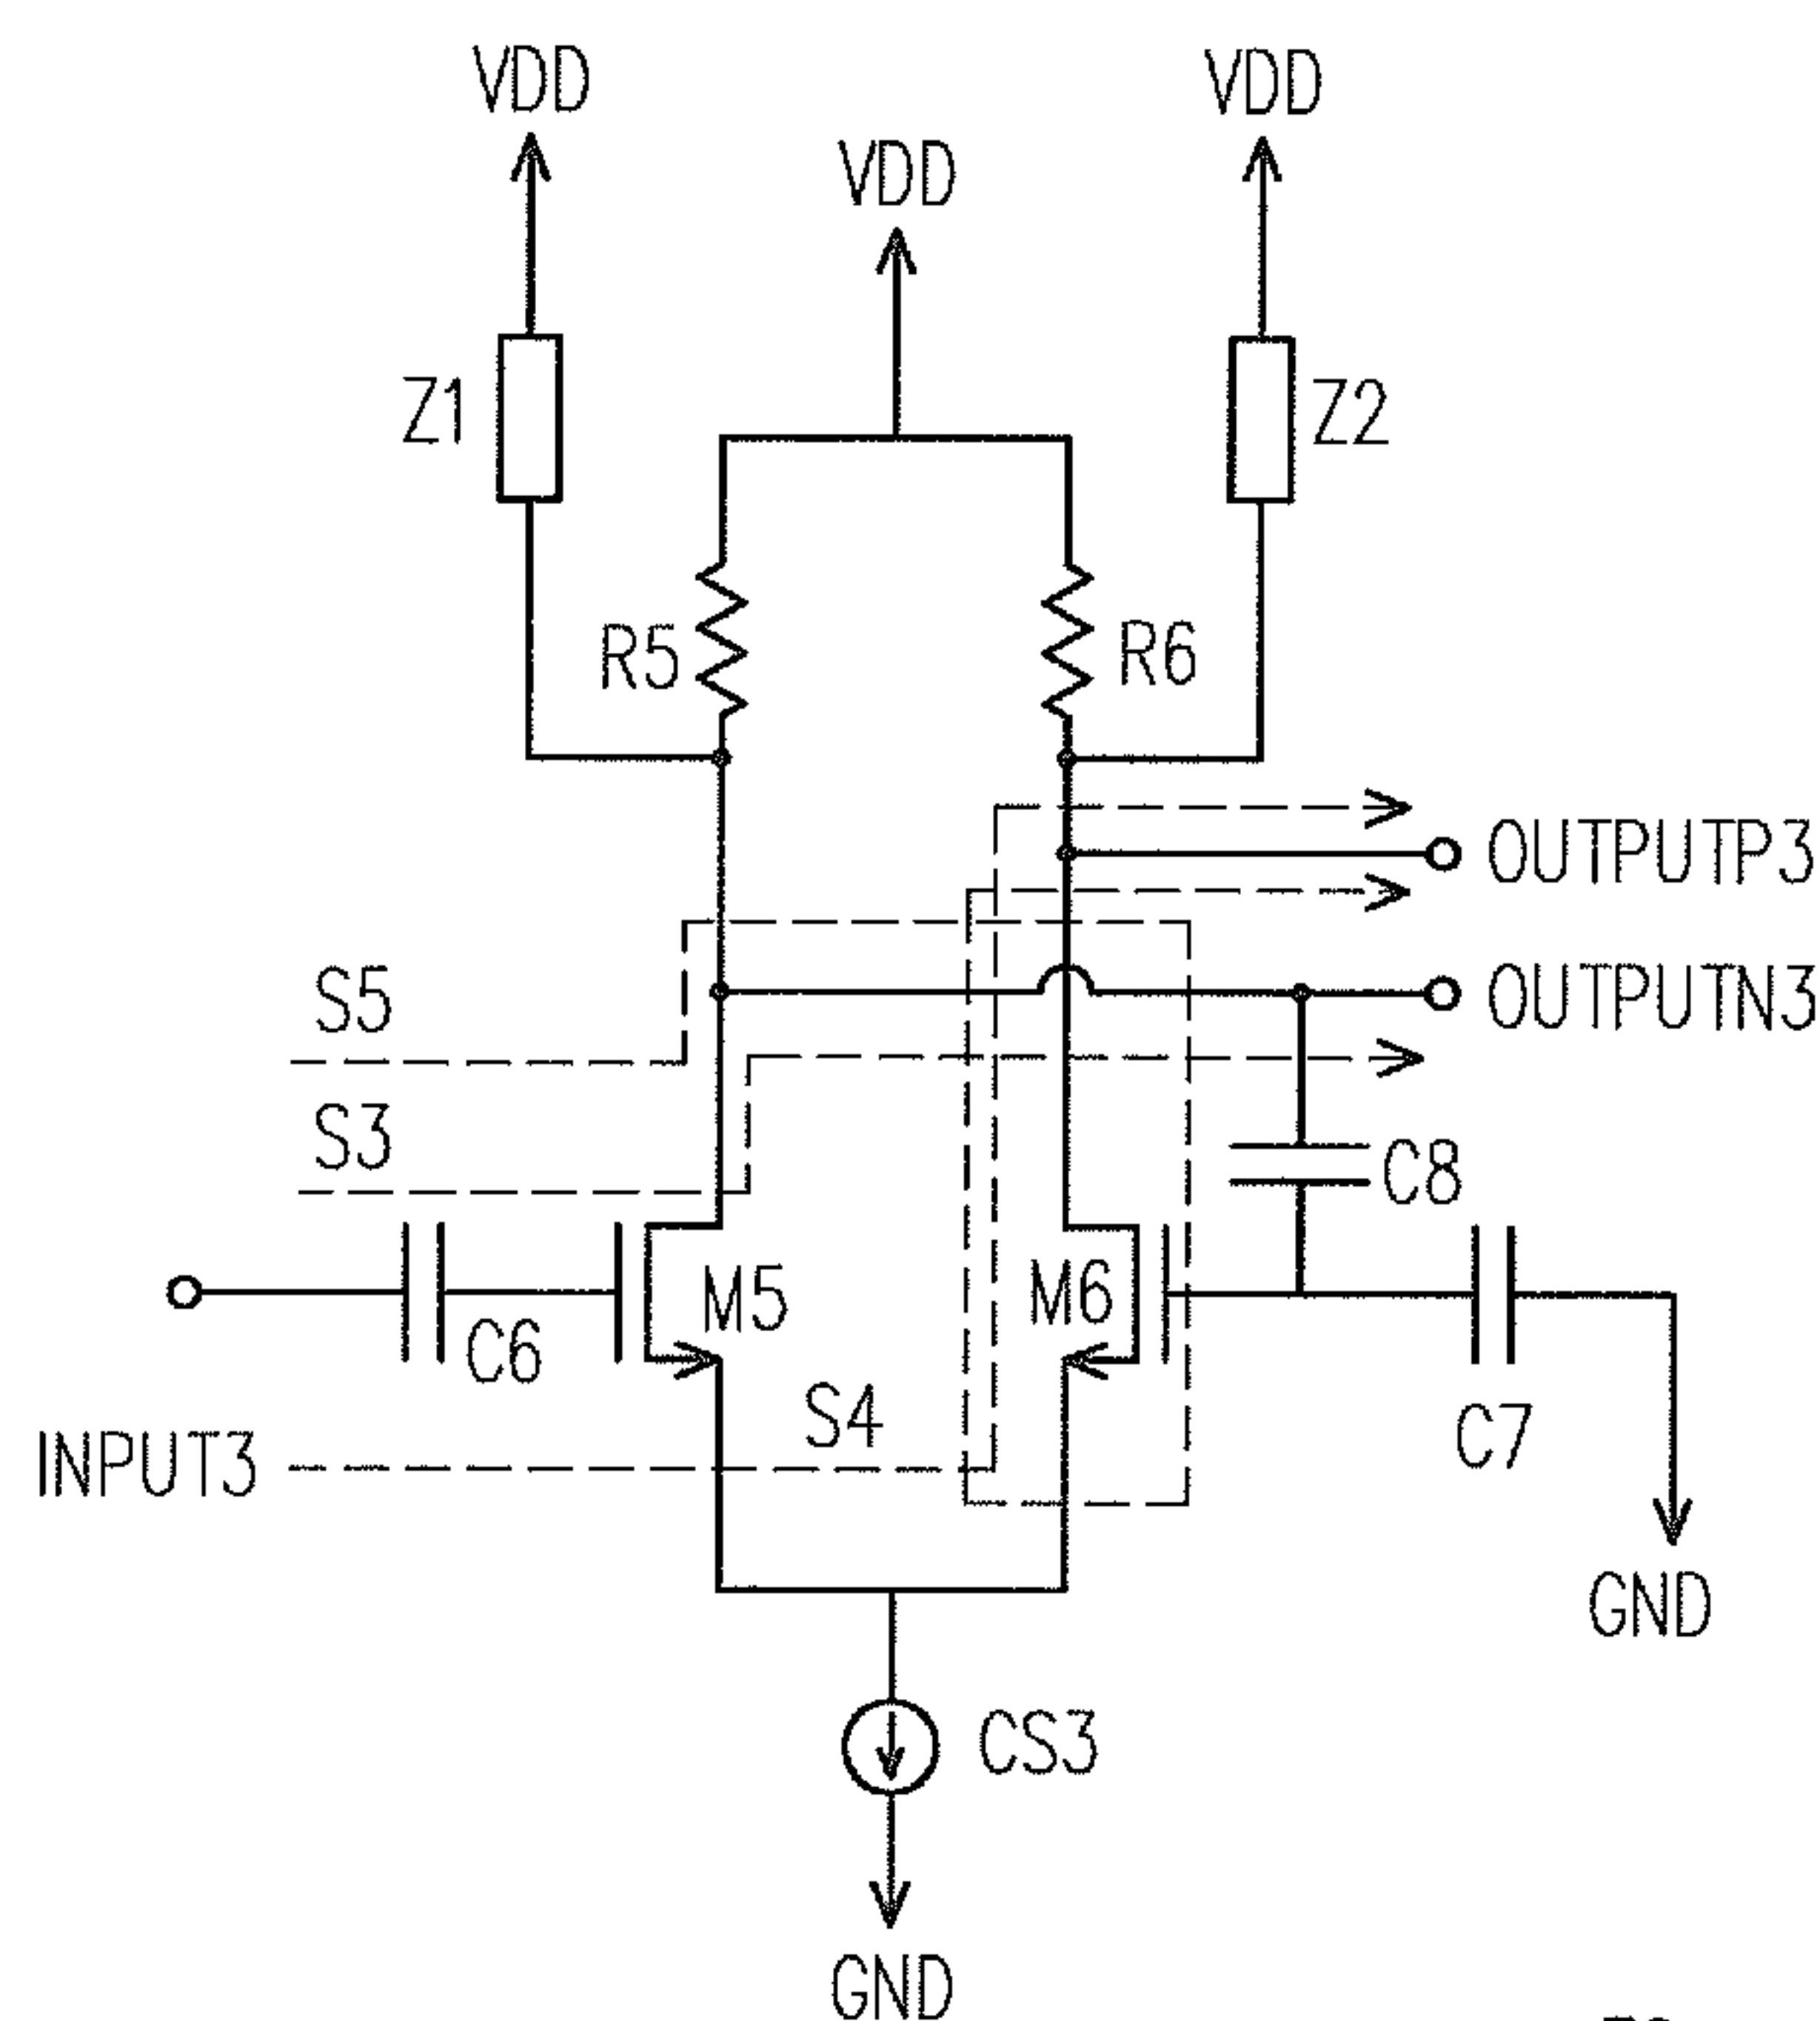 VDD
VDD
VDD
Z1
Z2
R5
R6
OUTPUTP3
S5
OUTPUTN3
S3
C8
M5
M6
C6
S4
C7
INPUT3
GND
CS3
GND